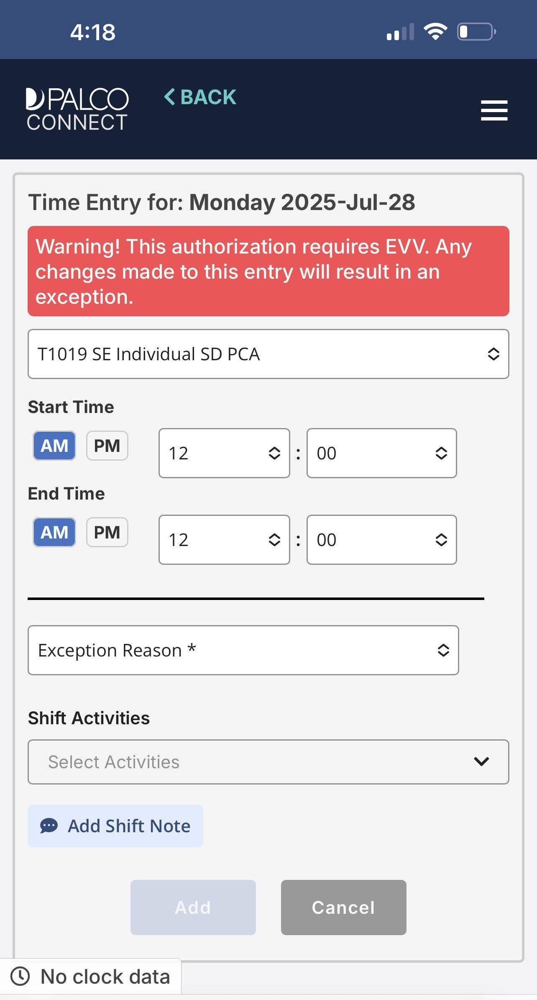 4:18
PALCO
CONNECT
BACK
Time Entry for: Monday 2025-Jul-28
Warning! This authorization requires EVV. Any
changes made to this entry will result in an
exception.
T1019 SE Individual SD PCA
Start Time
AM PM 12 : 00
End Time
AM PM 12 : 00
Exception Reason *
Shift Activities
Select Activities
Add Shift Note
Add Cancel
No clock data